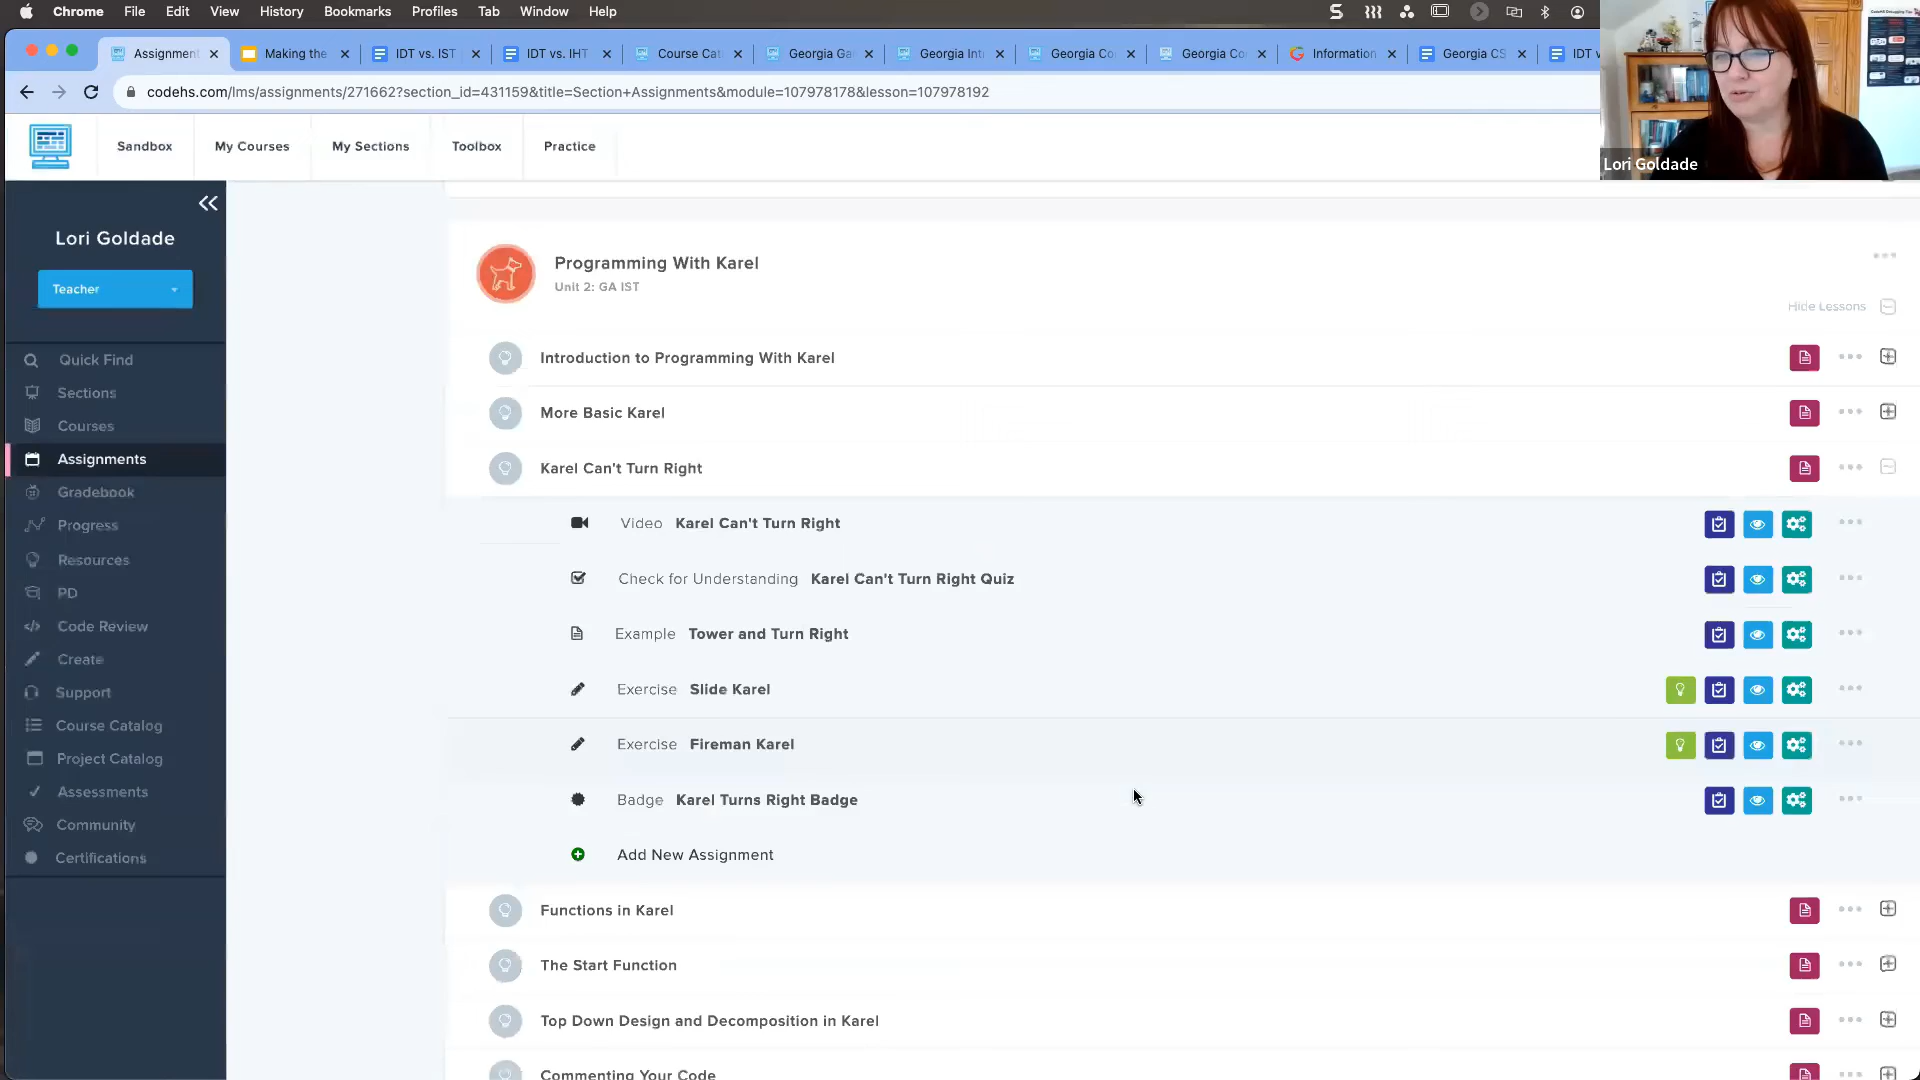 Chrome File Edit View History Bookmarks Profiles Tab Window Help
Assignment Making the IDT vs. IST IDT vs. IHT Course Cat Georgia Ga Georgia Int Georgia Co Georgia Co Information Georgia CS IDT v
codehs.com/lms/assignments/271662?section_id=431159&title=Section+Assignments&module=107978178&lesson=107978192
Sandbox My Courses My Sections Toolbox Practice
Lori Goldade
Lori Goldade
Teacher
Quick Find
Sections
Courses
Assignments
Gradebook
Progress
Resources
PD
Code Review
Create
Support
Course Catalog
Project Catalog
Assessments
Community
Certifications
Programming With Karel
Unit 2: GA IST
Hide Lessons
Introduction to Programming With Karel
More Basic Karel
Karel Can't Turn Right
Video Karel Can't Turn Right
Check for Understanding Karel Can't Turn Right Quiz
Example Tower and Turn Right
Exercise Slide Karel
Exercise Fireman Karel
Badge Karel Turns Right Badge
Add New Assignment
Functions in Karel
The Start Function
Top Down Design and Decomposition in Karel
Commenting Your Code